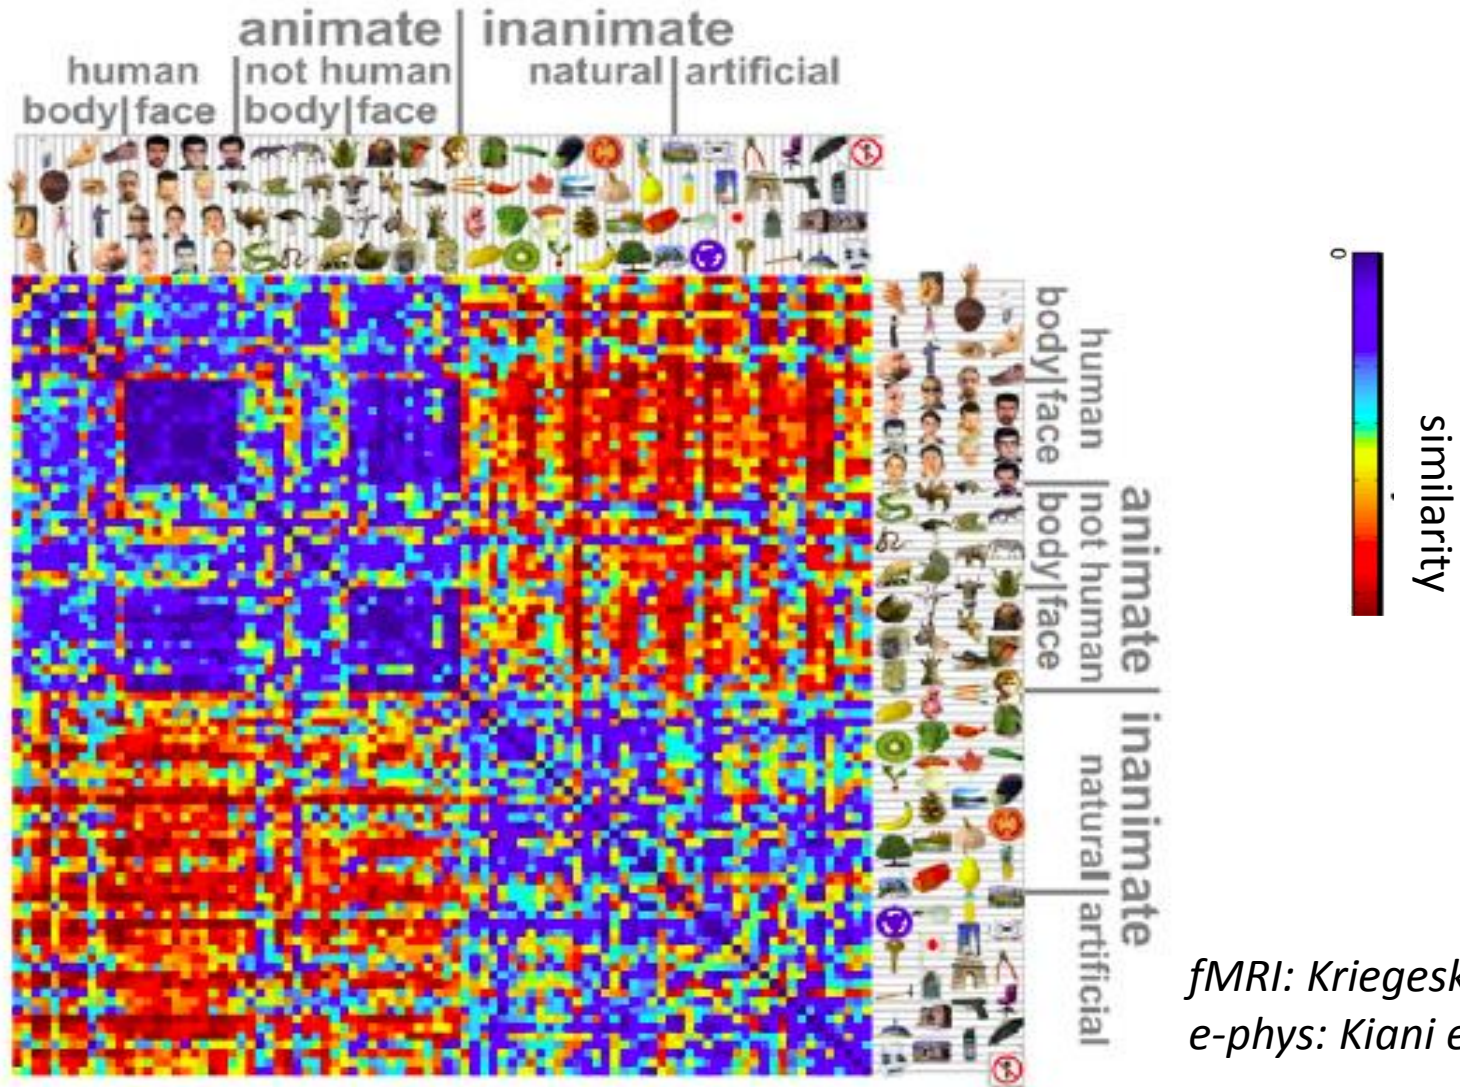 animate inanimate
human not human natural artificial
body face body face
0
similarity
human
body face
animate
not human
body face
inanimate
natural artificial
fMRI: Kriegesk
e-phys: Kiani e